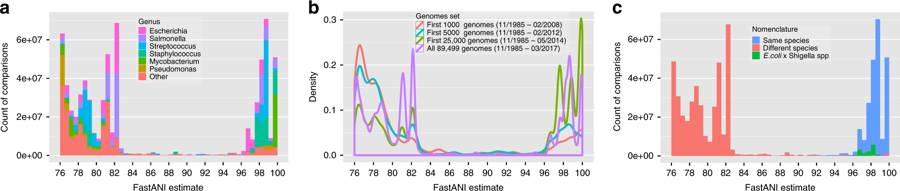 a
Genus
Escherichia
Salmonella
Streptococcus
Staphylococcus
Mycobacterium
Pseudomonas
Other
Count of comparisons
6e+07
4e+07
2e+07
0e+00
76 78 80 82 84 86 88 90 92 94 96 98 100
FastANI estimate
b
Genomes set
First 1000 genomes (11/1985 – 02/2008)
First 5000 genomes (11/1985 – 02/2012)
First 25,000 genomes (11/1985 – 05/2014)
All 89,499 genomes (11/1985 – 03/2017)
Density
0.3
0.2
0.1
0.0
76 78 80 82 84 86 88 90 92 94 96 98 100
FastANI estimate
c
Nomenclature
Same species
Different species
E.coli x Shigella spp
Count of comparisons
6e+07
4e+07
2e+07
0e+00
76 78 80 82 84 86 88 90 92 94 96 98 100
FastANI estimate